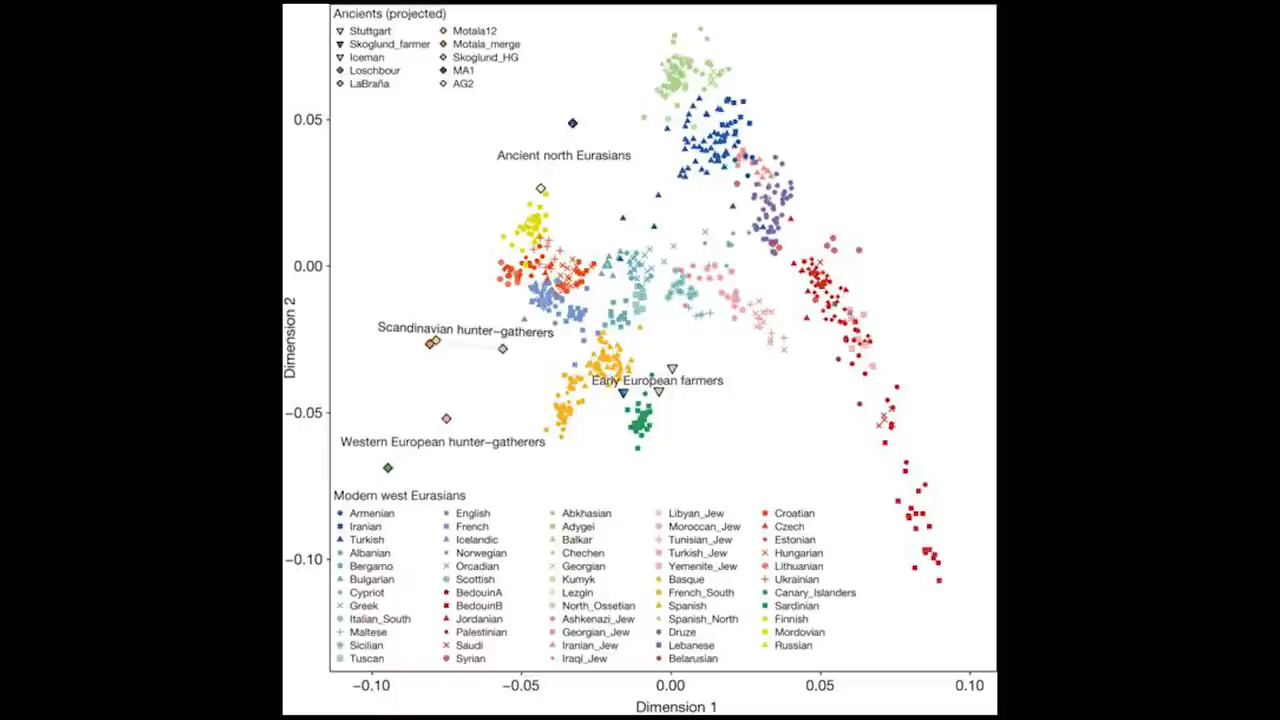 Ancients (projected)
Stuttgart
Skoglund_farmer
Iceman
Loschbour
LaBraña
Motala12
Motala_merge
Skoglund_HG
MA1
AG2
0.05
0.00
−0.05
−0.10
Dimension 2
Ancient north Eurasians
Scandinavian hunter−gatherers
Early European farmers
Western European hunter−gatherers
Modern west Eurasians
Armenian
Iranian
Turkish
Albanian
Bergamo
Bulgarian
Cypriot
Greek
Italian_South
Maltese
Sicilian
Tuscan
English
French
Icelandic
Norwegian
Orcadian
Scottish
BedouinA
BedouinB
Jordanian
Palestinian
Saudi
Syrian
Abkhasian
Adygei
Balkar
Chechen
Georgian
Kumyk
Lezgin
North_Ossetian
Ashkenazi_Jew
Georgian_Jew
Iranian_Jew
Iraqi_Jew
Libyan_Jew
Moroccan_Jew
Tunisian_Jew
Turkish_Jew
Yemenite_Jew
Basque
French_South
Spanish
Spanish_North
Druze
Lebanese
Belarusian
Croatian
Czech
Estonian
Hungarian
Lithuanian
Ukrainian
Canary_Islanders
Sardinian
Finnish
Mordovian
Russian
−0.10
−0.05
0.00
0.05
0.10
Dimension 1